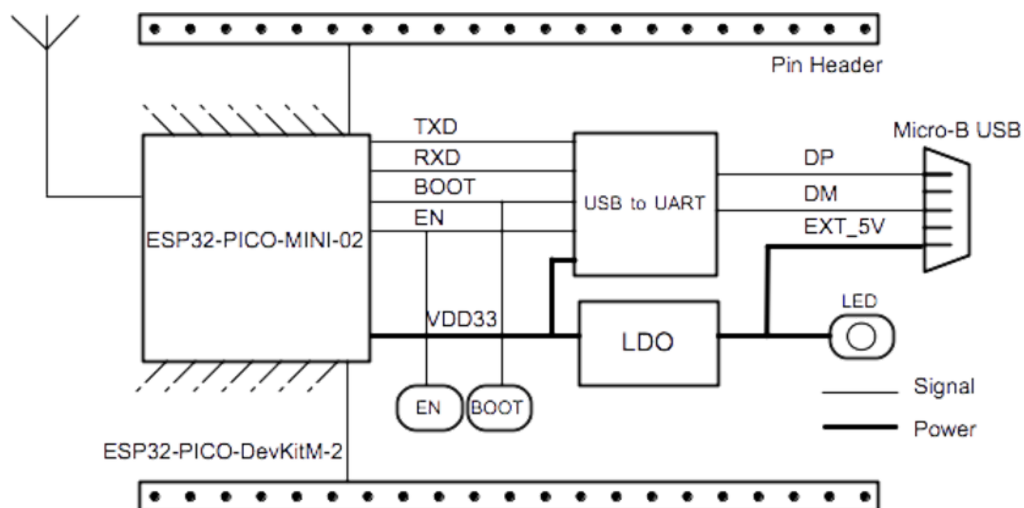 Pin Header
Micro-B USB
TXD
RXD
BOOT
EN
DP
DM
EXT_5V
USB to UART
ESP32-PICO-MINI-02
VDD33
LDO
LED
EN
BOOT
Signal
Power
ESP32-PICO-DevKitM-2